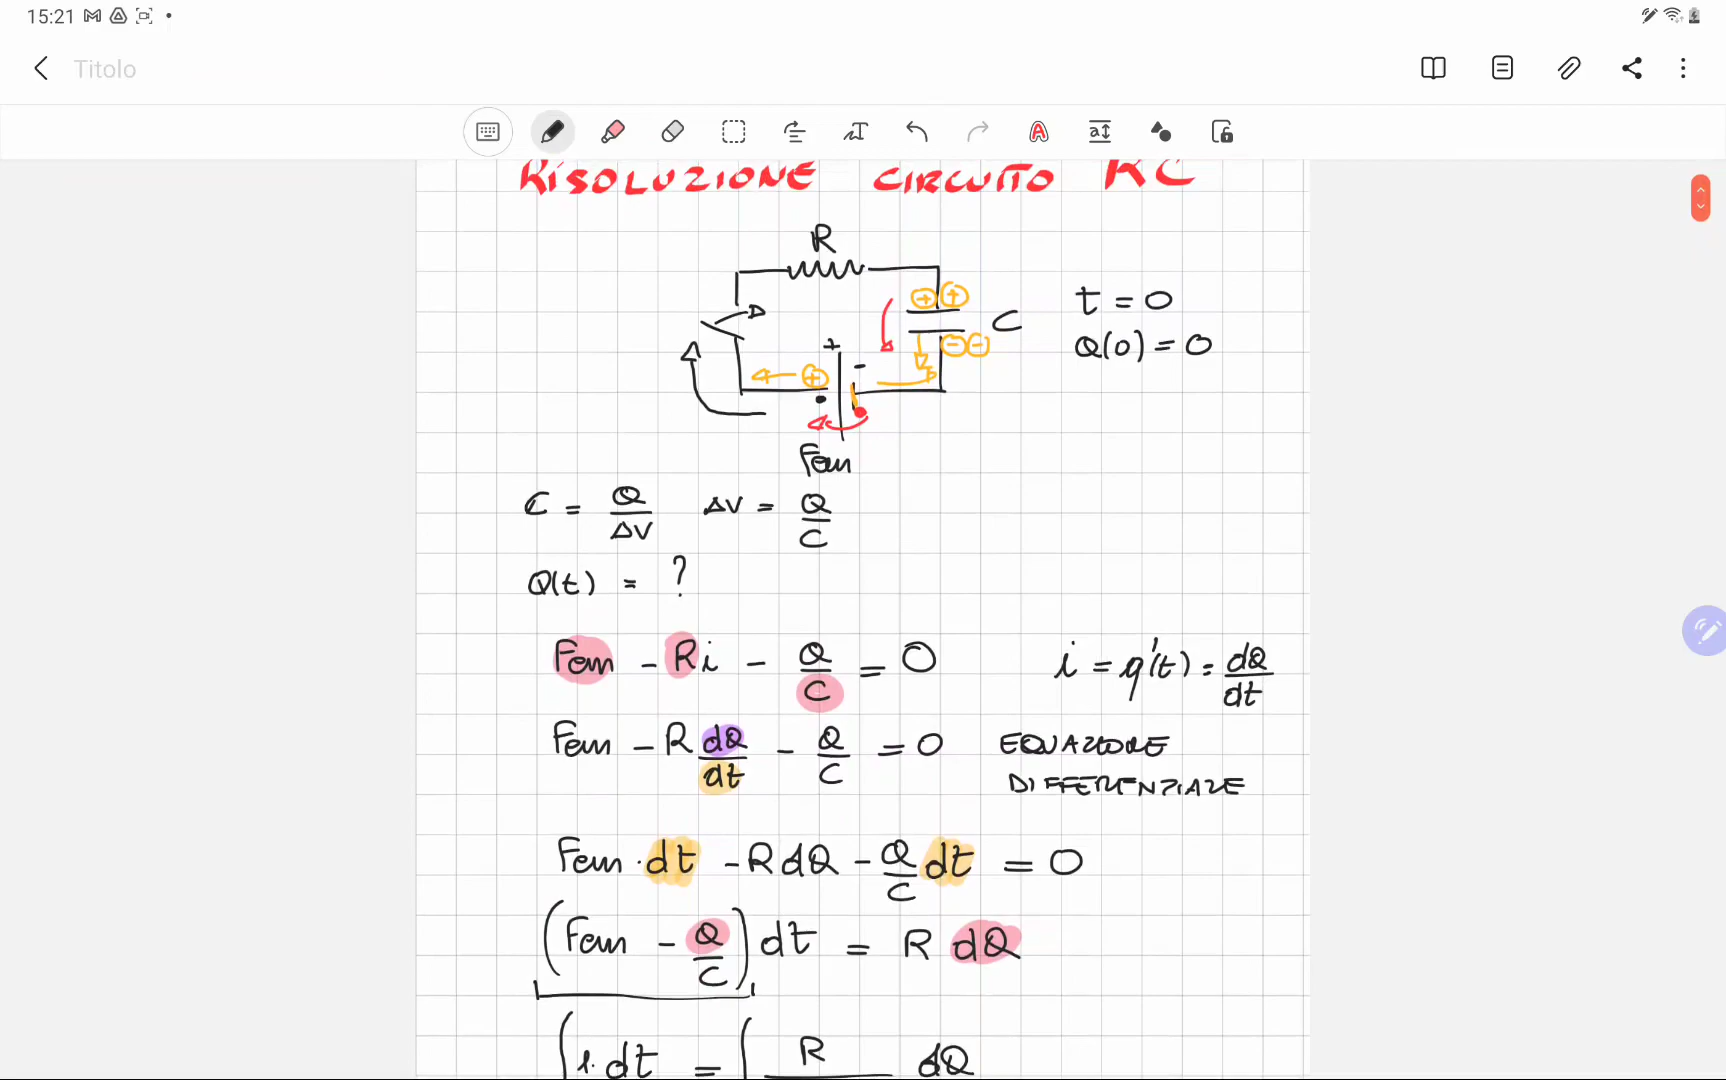 15:21
Titolo
RISOLUZIONE CIRCUITO RC
R
+ +
C
t = 0
- -
Q(0) = 0
+ -
+
Fem
C = Q/ΔV ΔV = Q/C
Q(t) = ?
Fem - Ri - Q/C = 0 i = q'(t) = dQ/dt
Fem - R dQ/dt - Q/C = 0 EQUAZIONE
DIFFERENZIALE
Fem · dt - R dQ - Q/C dt = 0
(Fem - Q/C) dt = R dQ
∫ 1· dt = ∫ R dQ